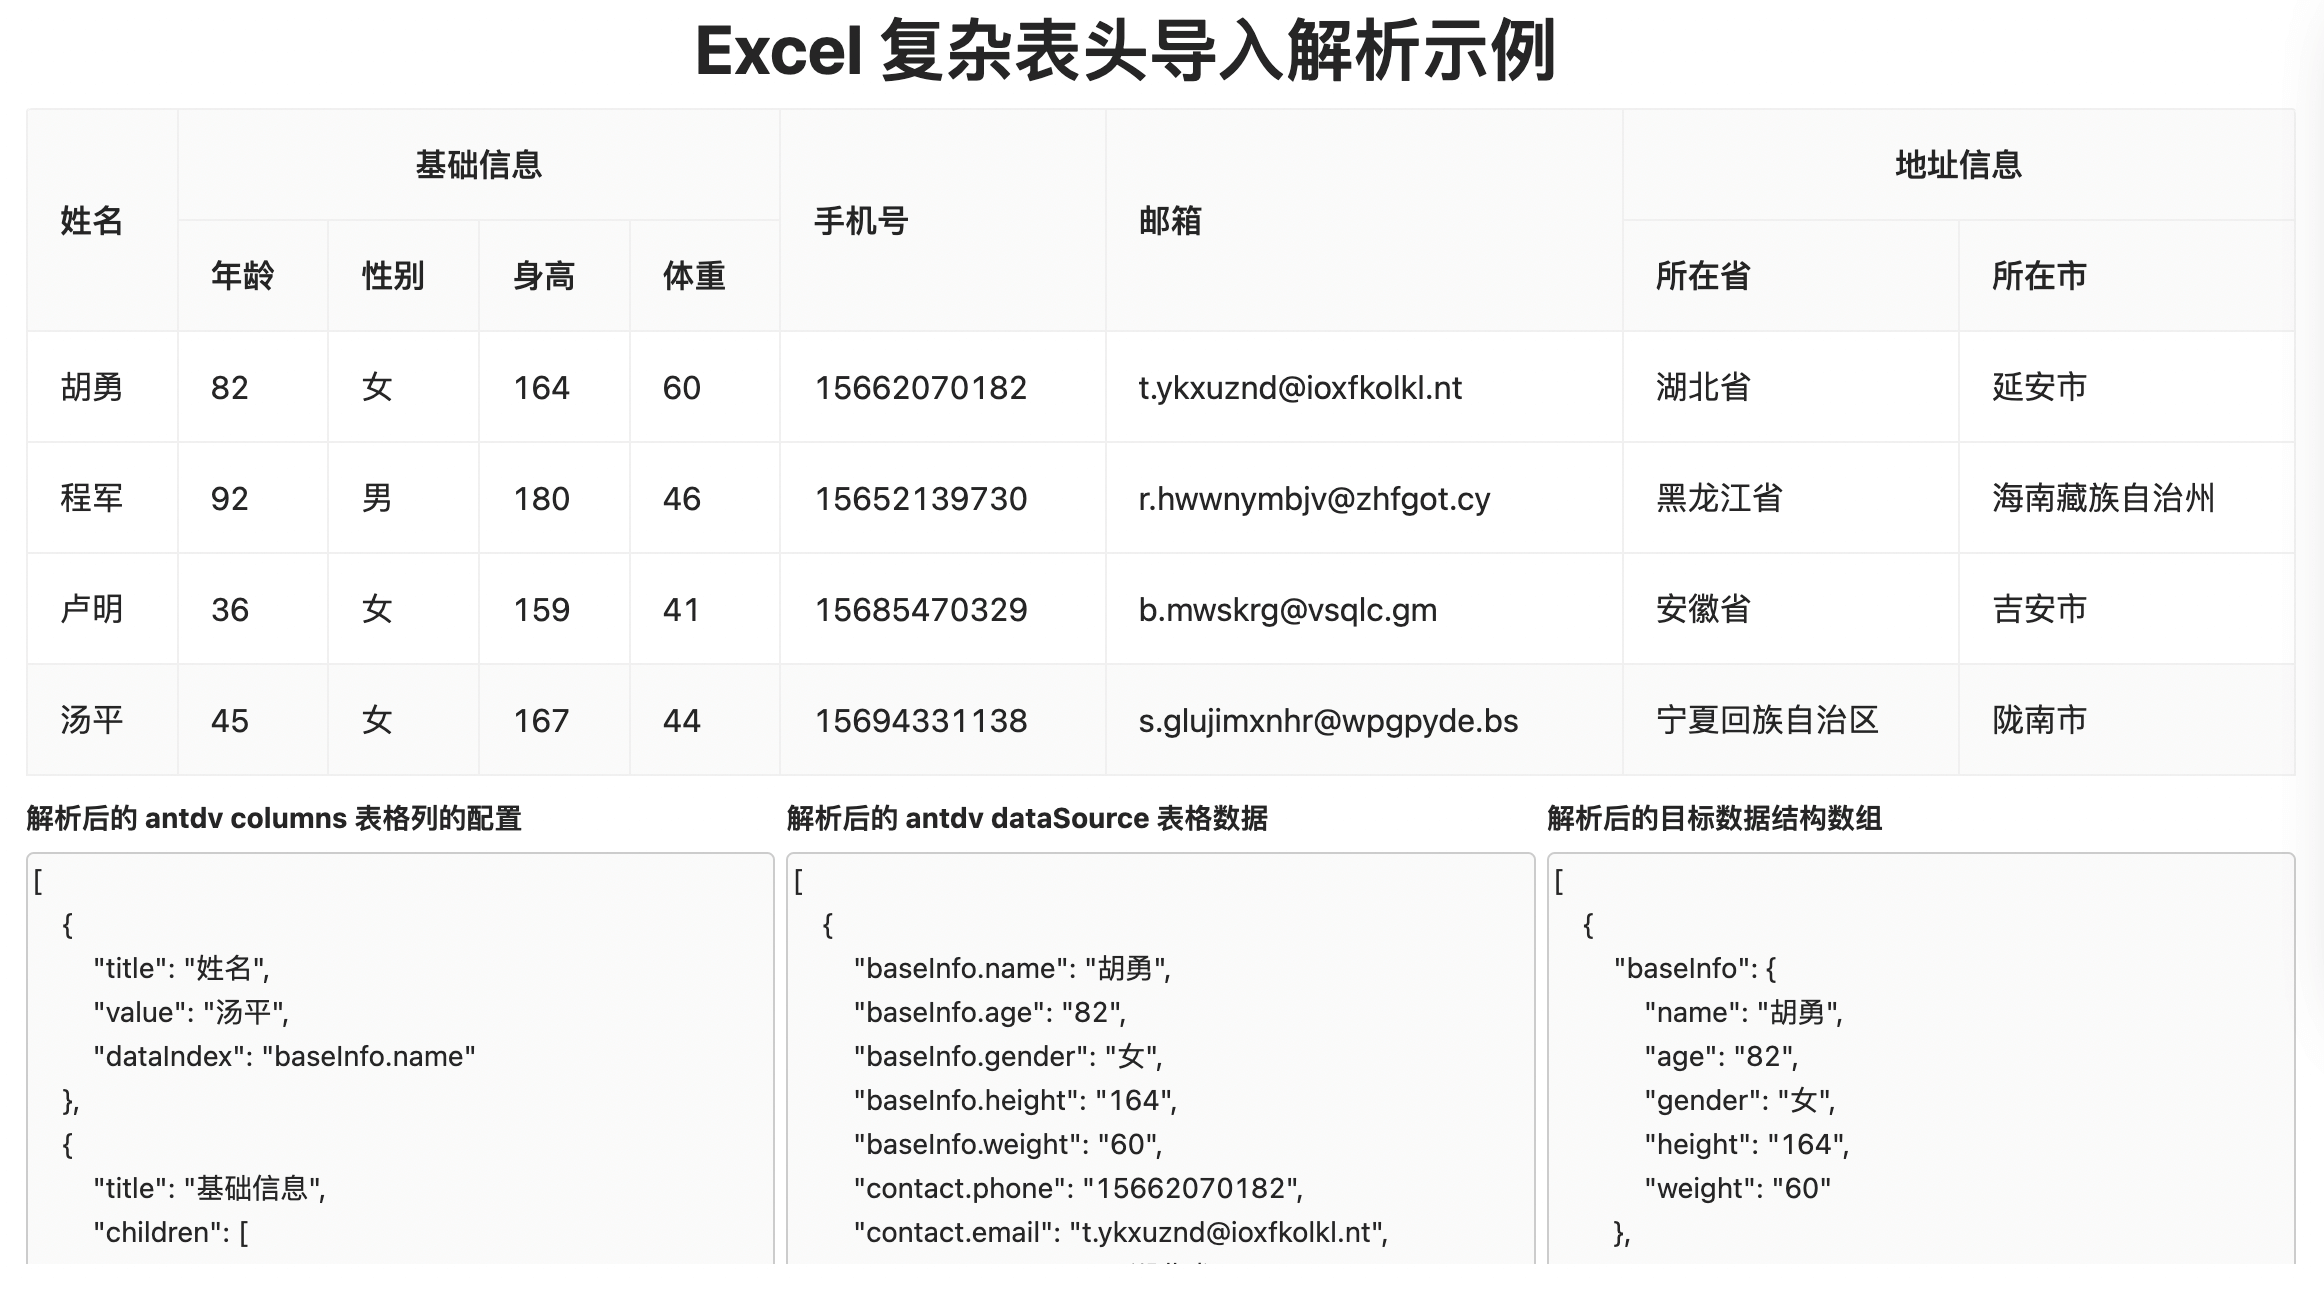 Excel 复杂表头导入解析示例
姓名 基础信息 手机号 邮箱 地址信息
年龄 性别 身高 体重 所在省 所在市
胡勇 82 女 164 60 15662070182 t.ykxuznd@ioxfkolkl.nt 湖北省 延安市
程军 92 男 180 46 15652139730 r.hwwnymbjv@zhfgot.cy 黑龙江省 海南藏族自治州
卢明 36 女 159 41 15685470329 b.mwskrg@vsqlc.gm 安徽省 吉安市
汤平 45 女 167 44 15694331138 s.glujimxnhr@wpgpyde.bs 宁夏回族自治区 陇南市
解析后的 antdv columns 表格列的配置
[
{
"title": "姓名",
"value": "汤平",
"dataIndex": "baseInfo.name"
},
{
"title": "基础信息",
"children": [
解析后的 antdv dataSource 表格数据
[
{
"baseInfo.name": "胡勇",
"baseInfo.age": "82",
"baseInfo.gender": "女",
"baseInfo.height": "164",
"baseInfo.weight": "60",
"contact.phone": "15662070182",
"contact.email": "t.ykxuznd@ioxfkolkl.nt",
解析后的目标数据结构数组
[
{
"baseInfo": {
"name": "胡勇",
"age": "82",
"gender": "女",
"height": "164",
"weight": "60"
},